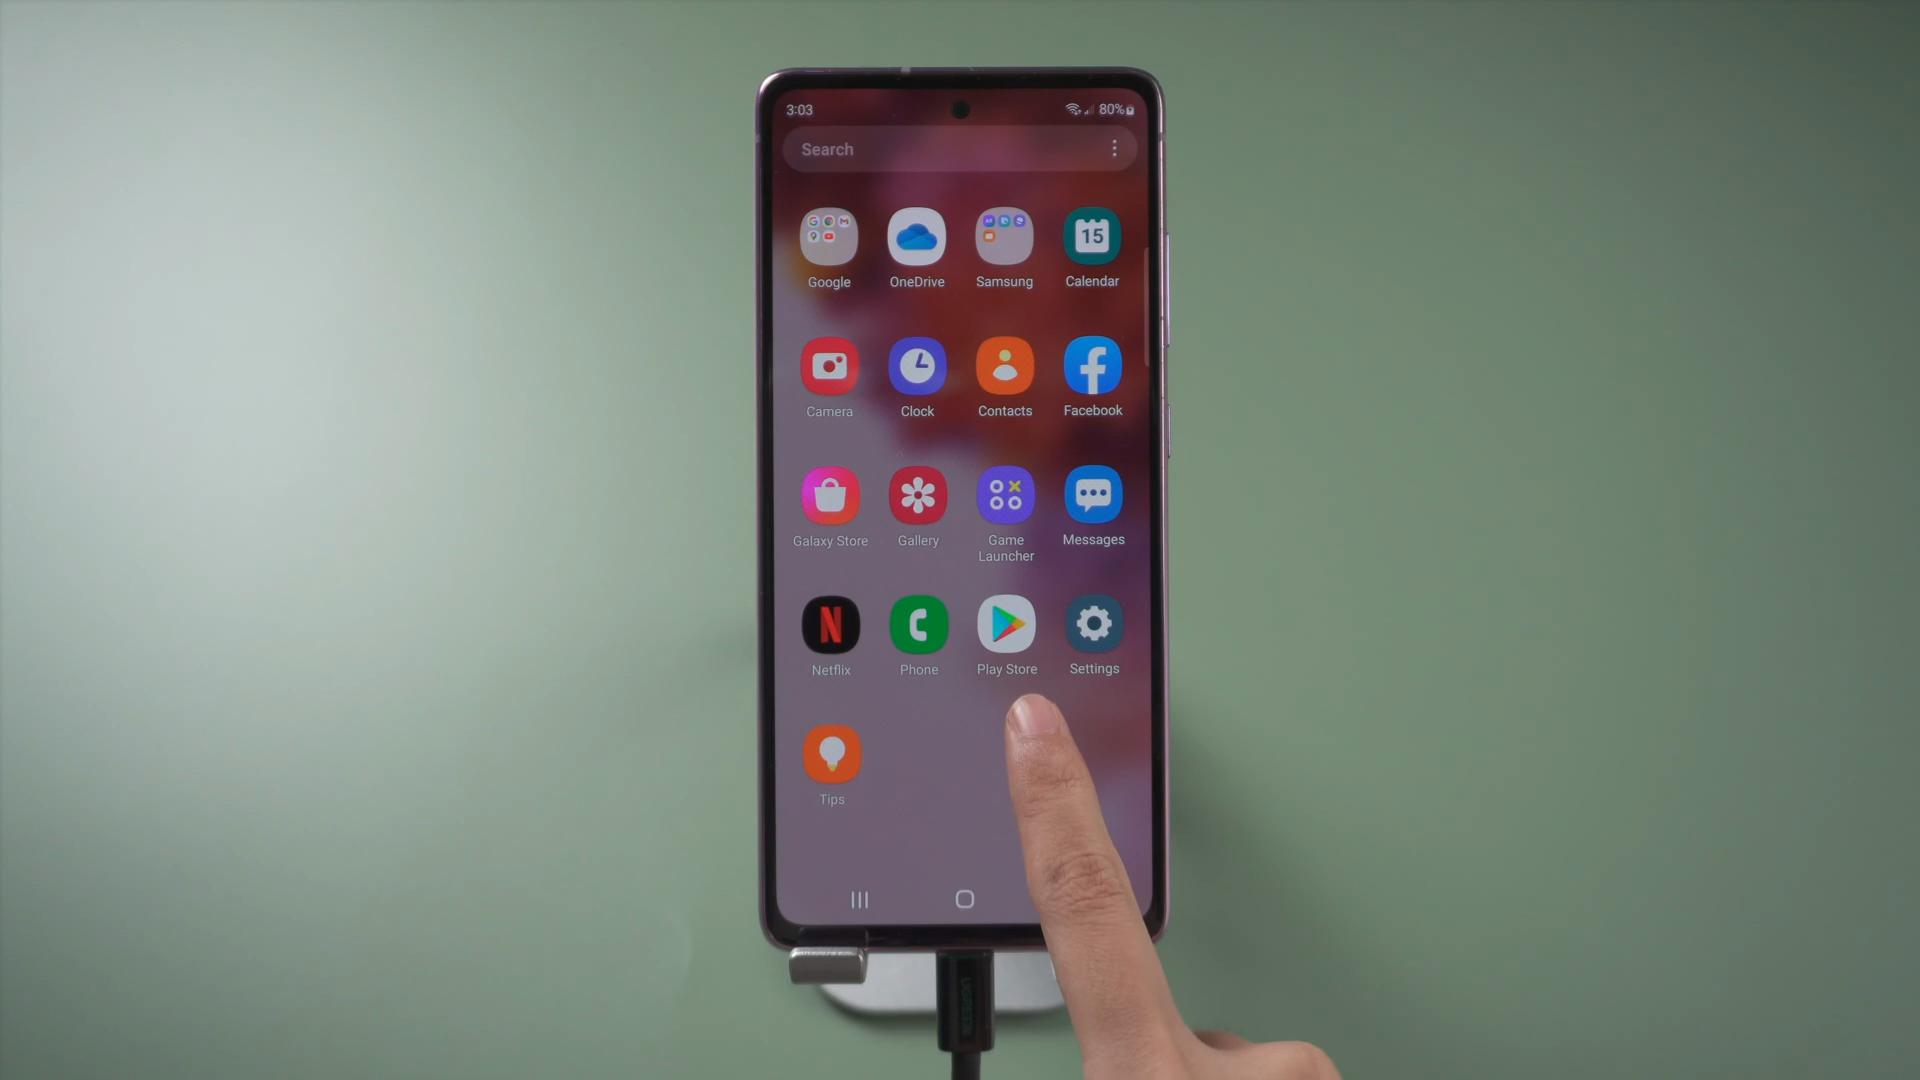 3:03
80%
Search
15
Google
OneDrive
Samsung
Calendar
Camera
Clock
Contacts
Facebook
Galaxy Store
Gallery
Game
Launcher
Messages
N
Netflix
Phone
Play Store
Settings
Tips
UGREEN